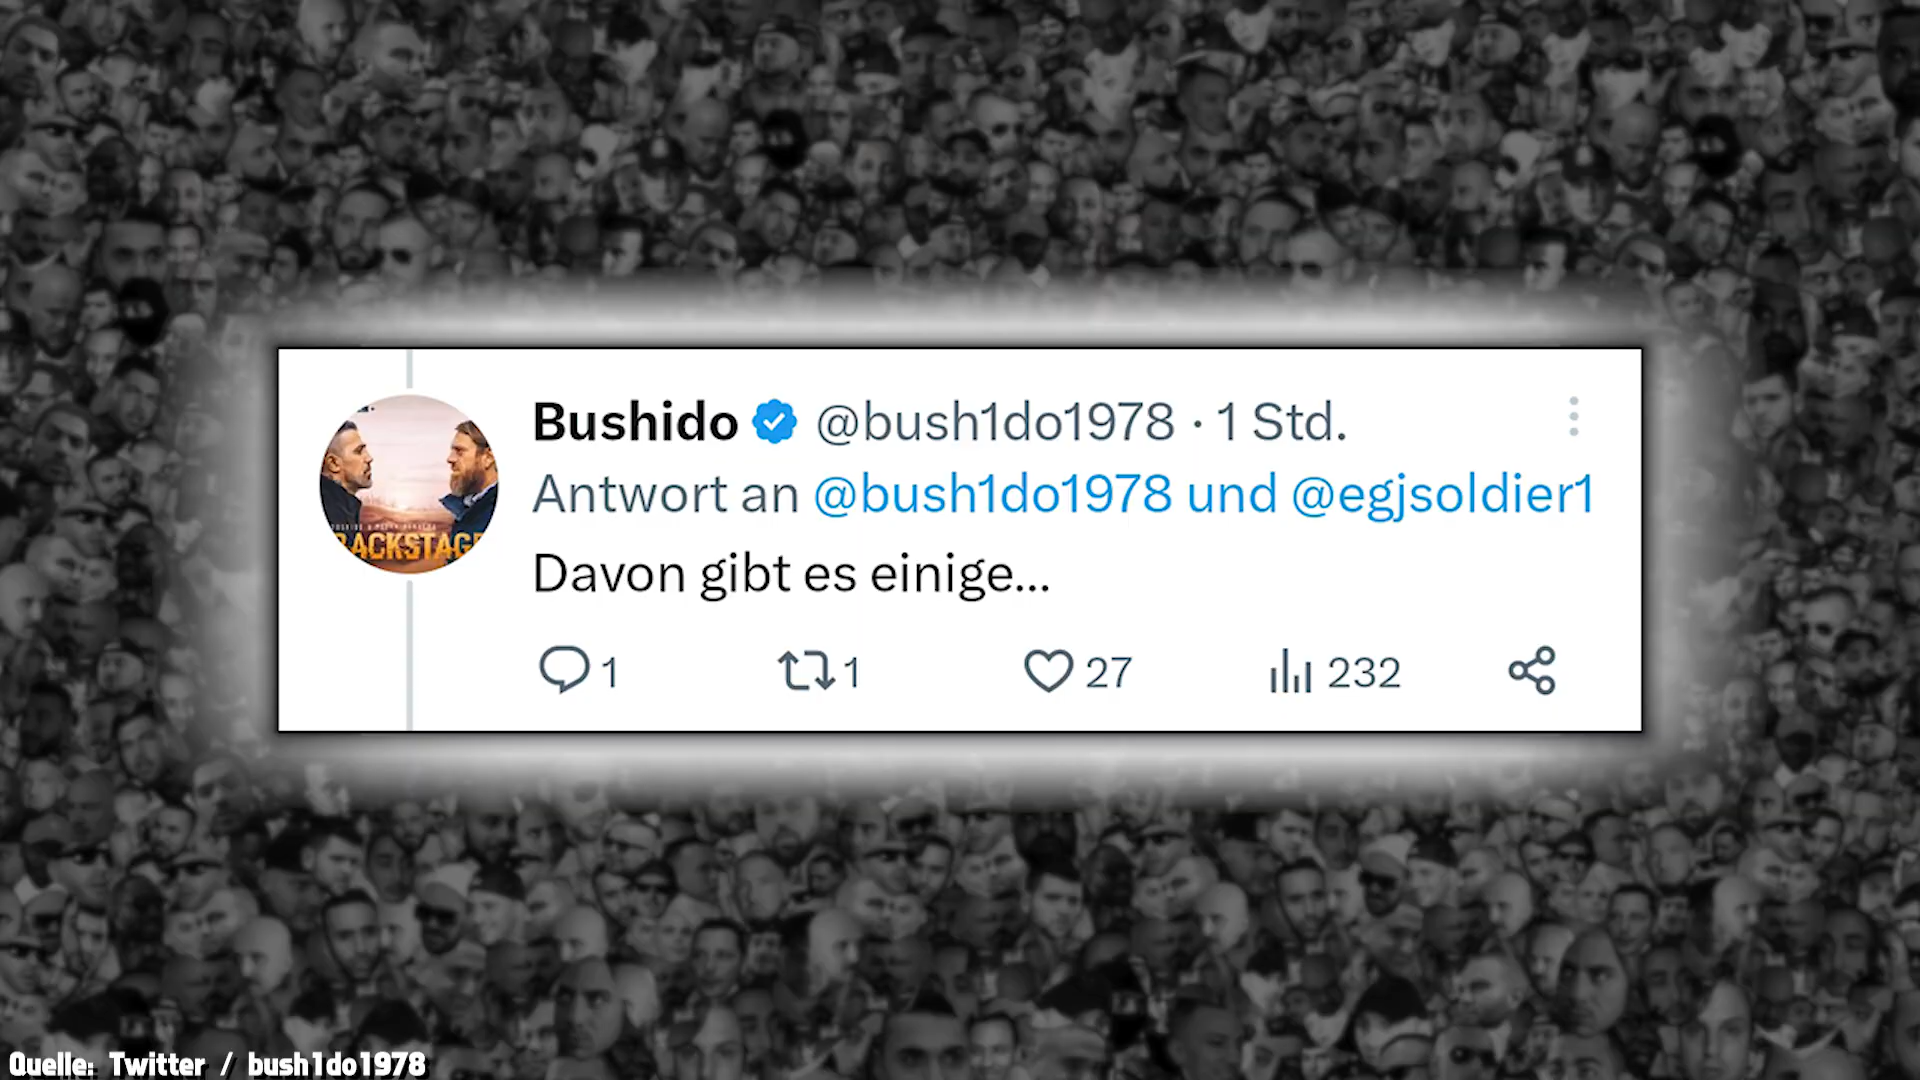 Bushido @bush1do1978 · 1 Std.
Antwort an @bush1do1978 und @egjsoldier1
Davon gibt es einige...
BACKSTAGE
1 1 27 232
Quelle: Twitter / bush1do1978